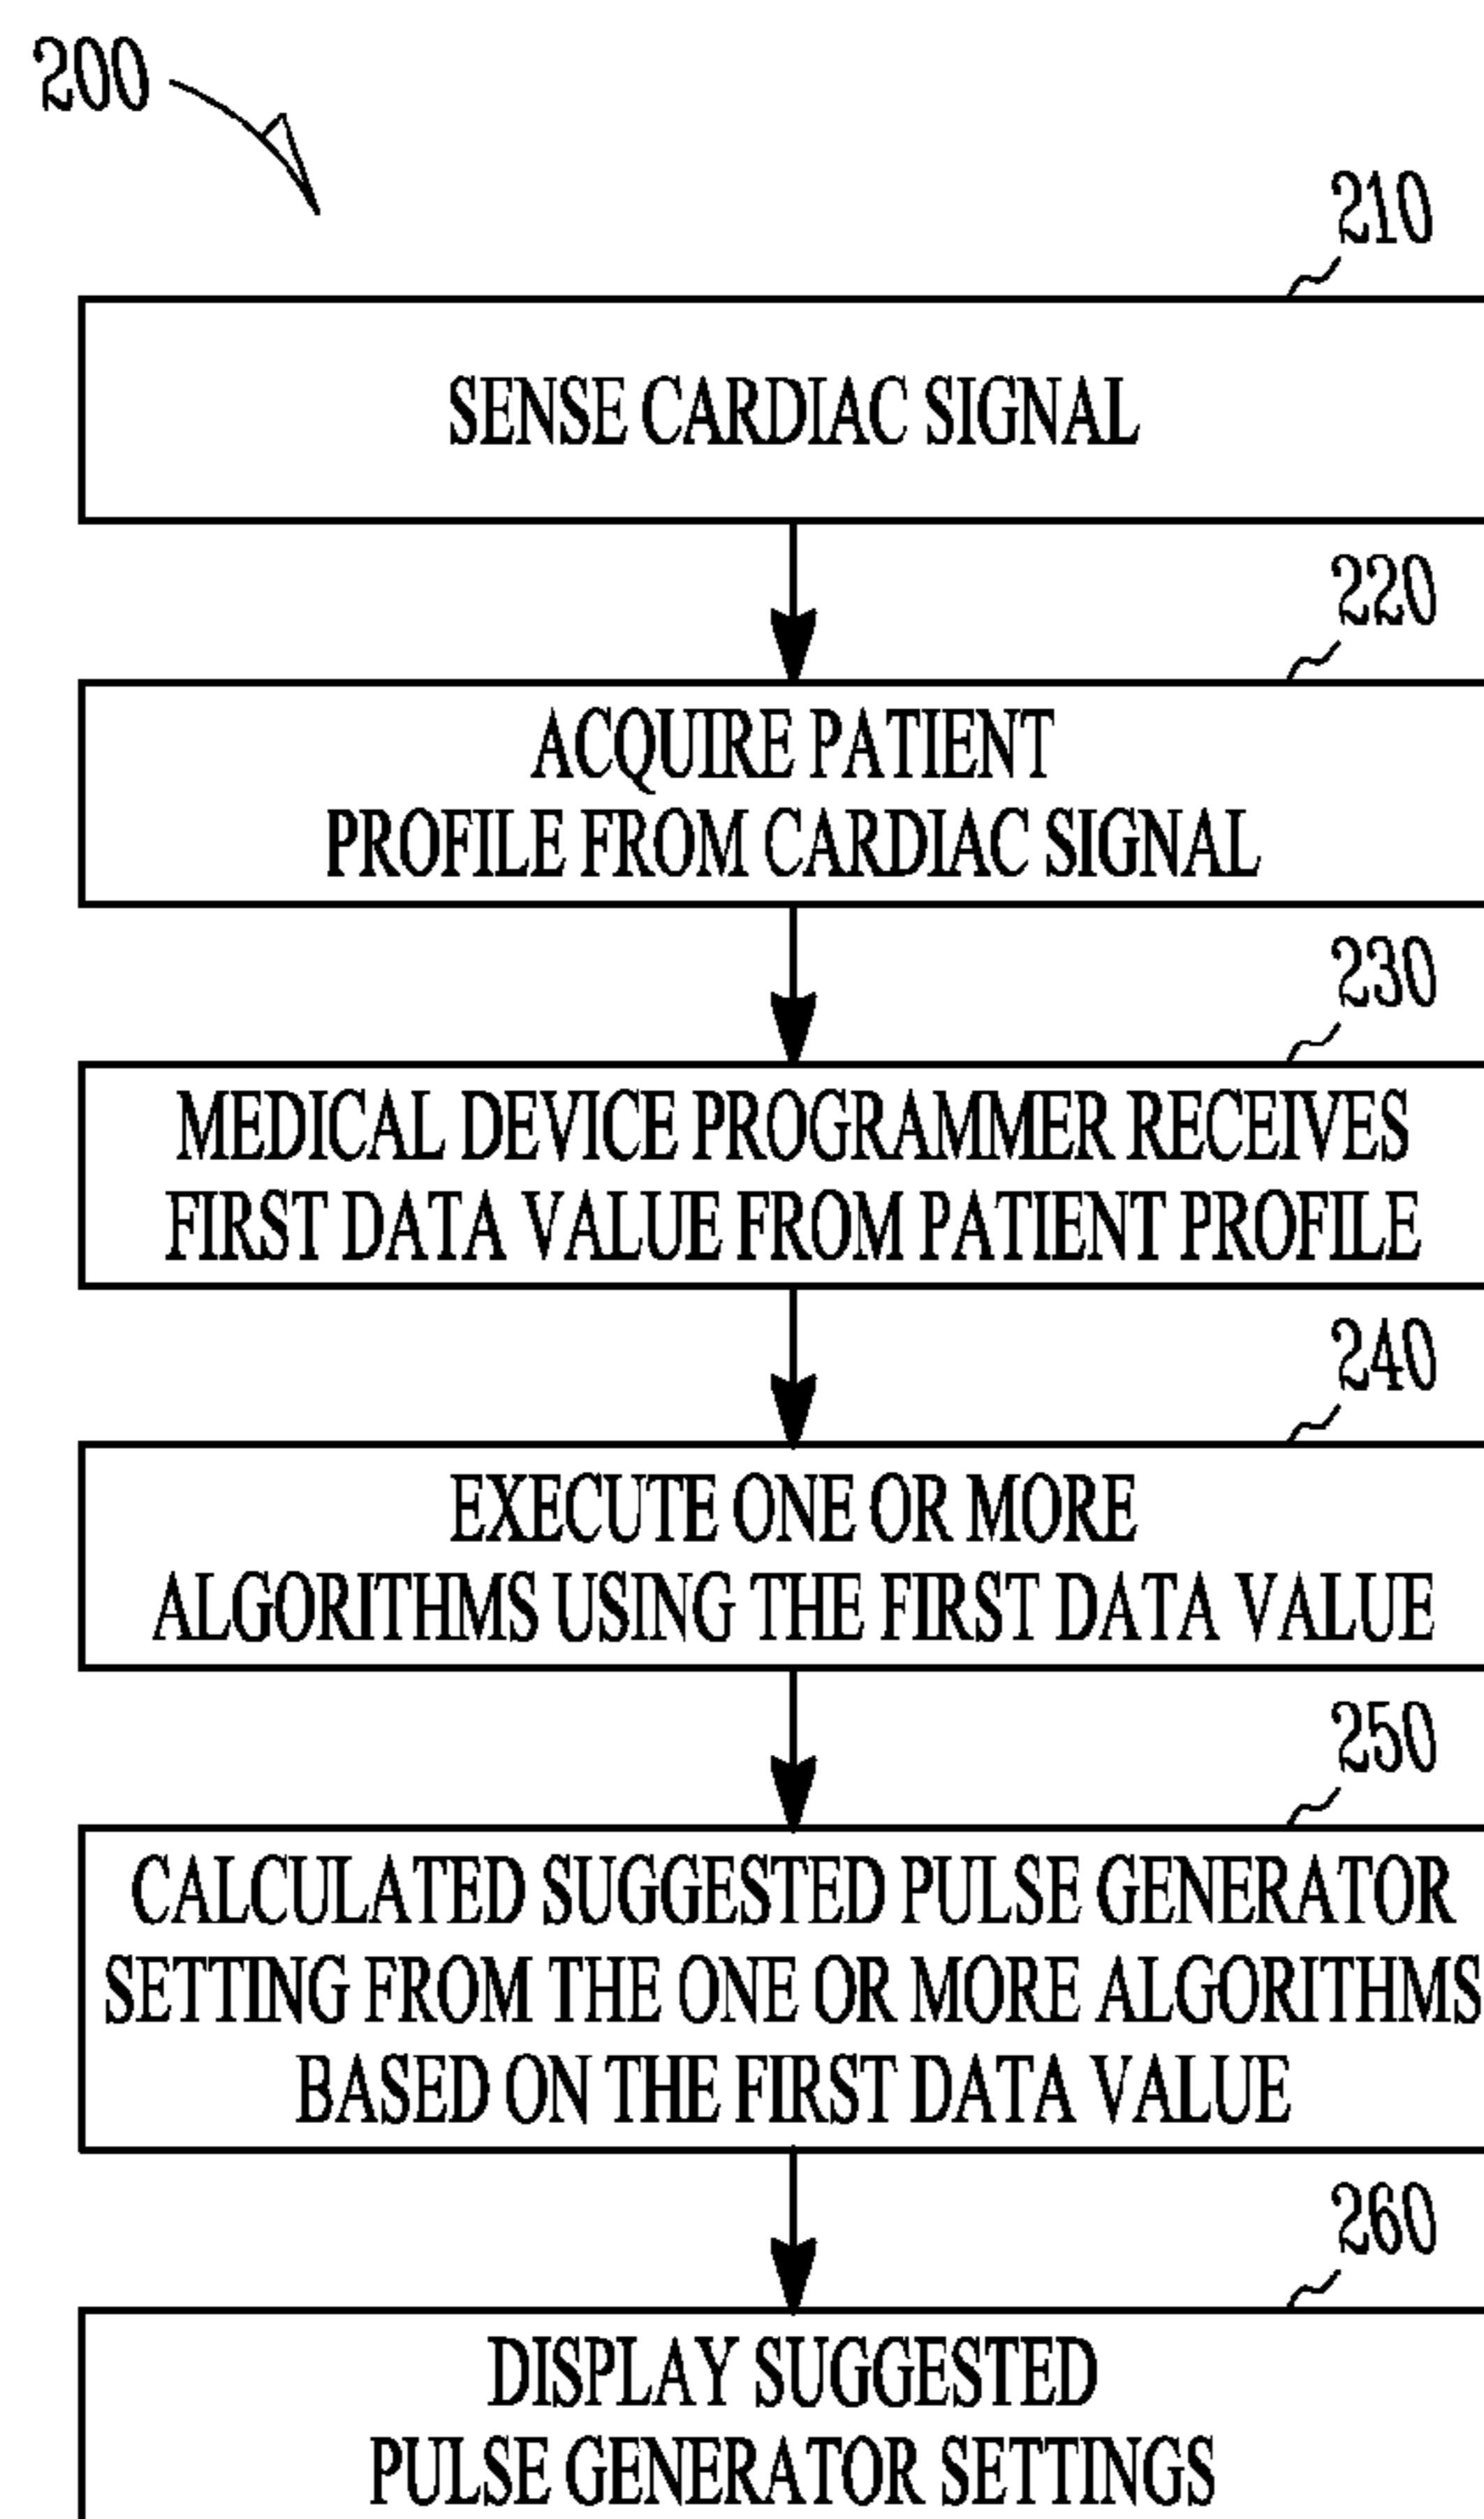 200
210
SENSE CARDIAC SIGNAL
220
ACQUIRE PATIENT
PROFILE FROM CARDIAC SIGNAL
230
MEDICAL DEVICE PROGRAMMER RECEIVES
FIRST DATA VALUE FROM PATIENT PROFILE
240
EXECUTE ONE OR MORE
ALGORITHMS USING THE FIRST DATA VALUE
250
CALCULATED SUGGESTED PULSE GENERATOR
SETTING FROM THE ONE OR MORE ALGORITHMS
BASED ON THE FIRST DATA VALUE
260
DISPLAY SUGGESTED
PULSE GENERATOR SETTINGS